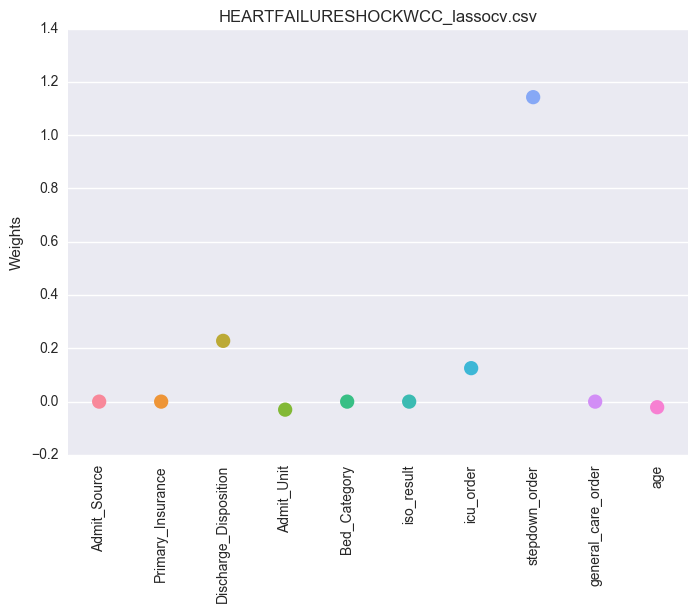 HEARTFAILURESHOCKWCC_lassocv.csv
1.4
1.2
1.0
0.8
0.6
0.4
0.2
0.0
−0.2
Weights
Admit_Source
Primary_Insurance
Discharge_Disposition
Admit_Unit
Bed_Category
iso_result
icu_order
stepdown_order
general_care_order
age